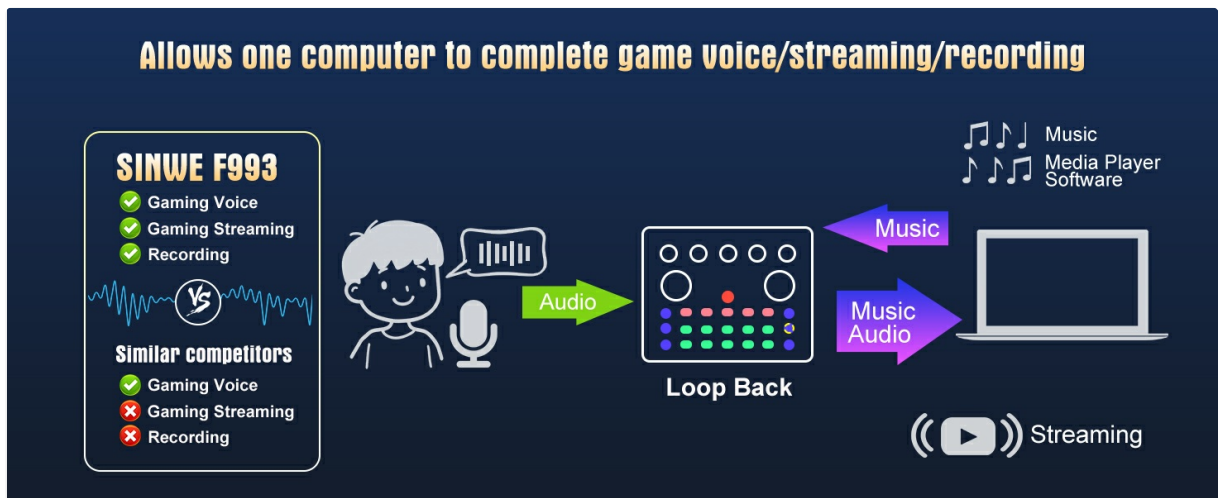 Allows one computer to complete game voice/streaming/recording
SINWE F993
Gaming Voice
Gaming Streaming
Recording
VS
Similar competitors
Gaming Voice
Gaming Streaming
Recording
Audio
Loop Back
Music
Media Player
Software
Music
Music
Audio
Streaming